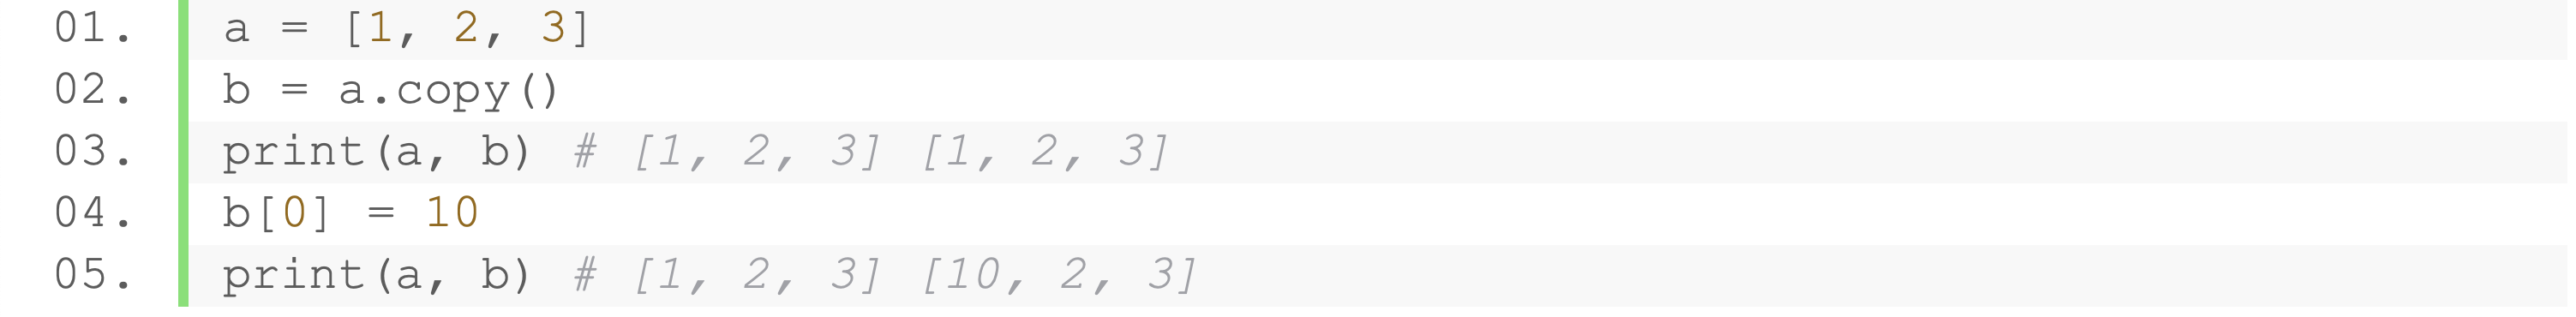 01. a = [1, 2, 3]
02. b = a.copy()
03. print(a, b) # [1, 2, 3] [1, 2, 3]
04. b[0] = 10
05. print(a, b) # [1, 2, 3] [10, 2, 3]